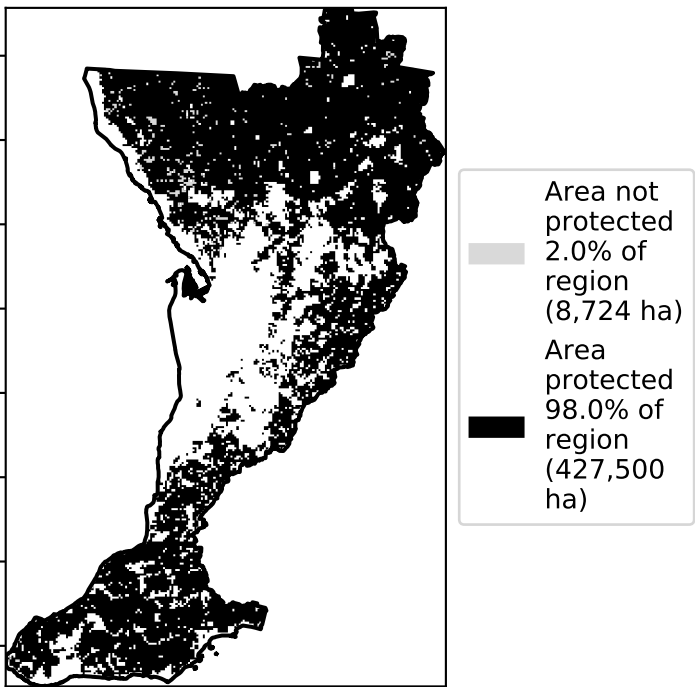 Area not
protected
2.0% of
region
(8,724 ha)
Area
protected
98.0% of
region
(427,500
ha)